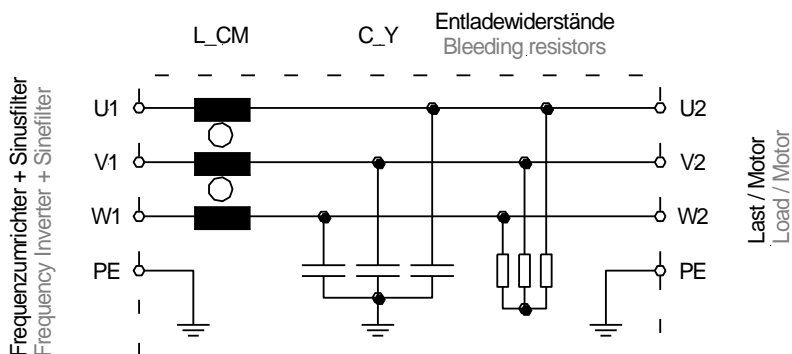 L_CM
C_Y
Entladewiderstände
Bleeding resistors
Frequenzumrichter + Sinusfilter
Frequency Inverter + Sinefilter
U1
V1
W1
PE
U2
V2
W2
PE
Last / Motor
Load / Motor